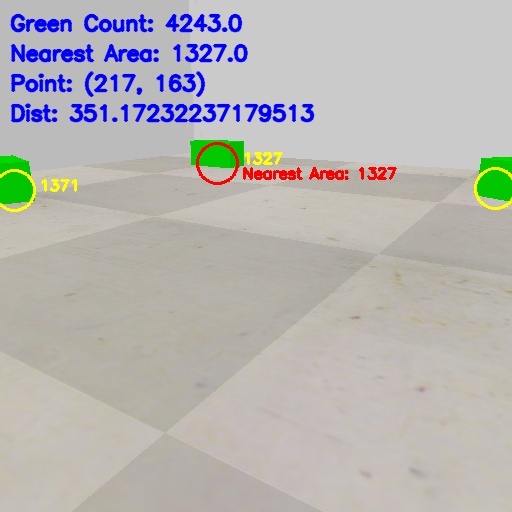 Green Count: 4243.0
Nearest Area: 1327.0
Point: (217, 163)
Dist: 351.17232237179513
1327
Nearest Area: 1327
1371